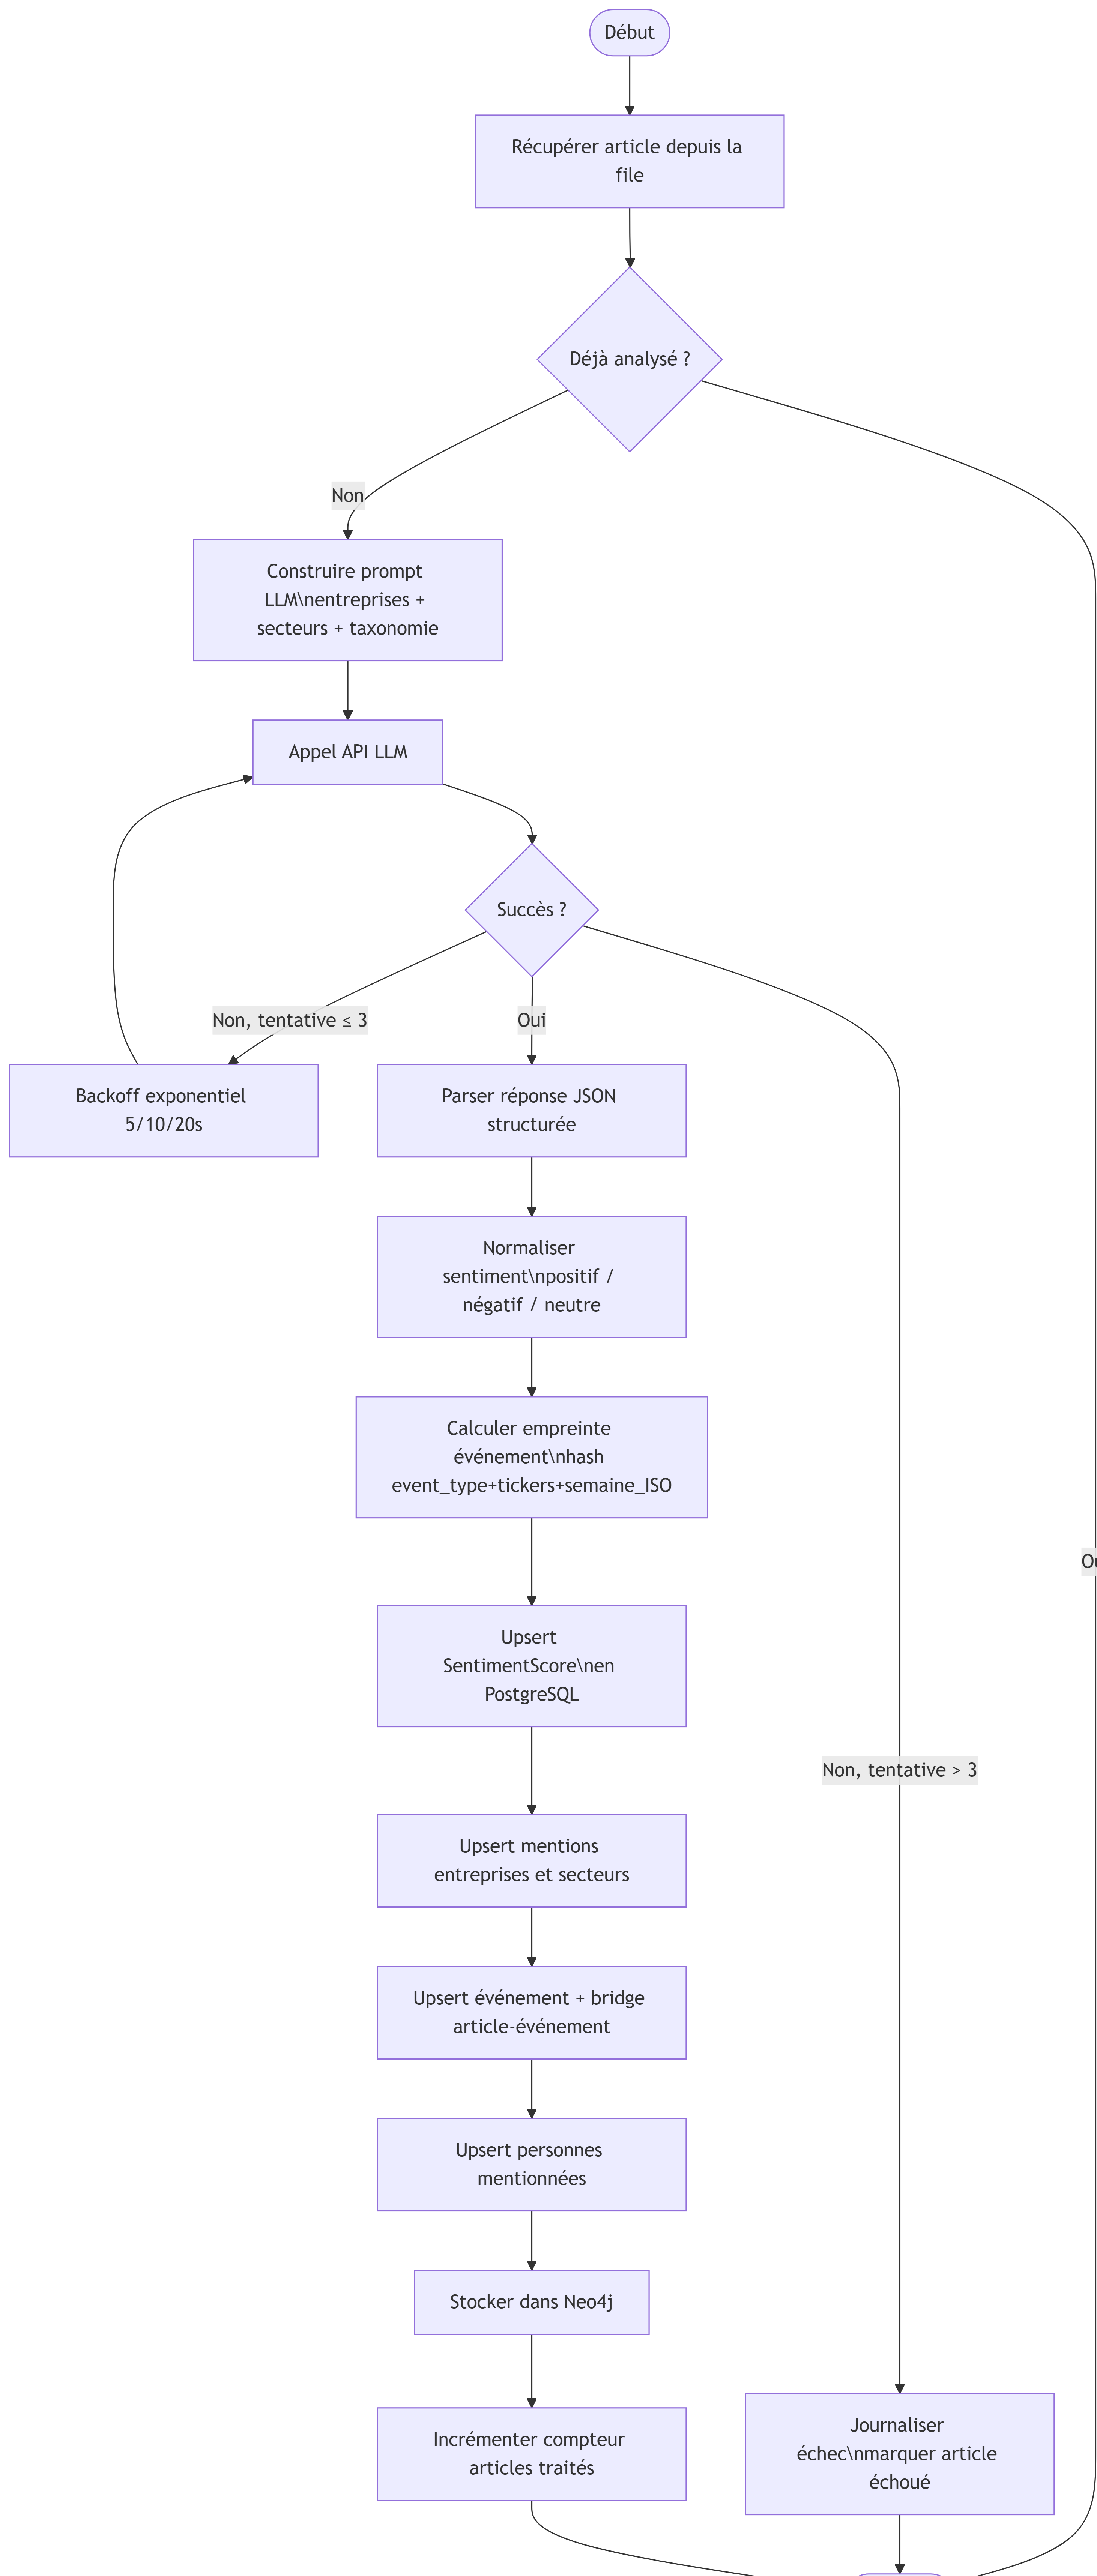 Début
Récupérer article depuis la
file
Déjà analysé ?
Non
Construire prompt
LLM\nentreprises +
secteurs + taxonomie
Appel API LLM
Succès ?
Non, tentative ≤ 3
Oui
Backoff exponentiel
5/10/20s
Parser réponse JSON
structurée
Normaliser
sentiment\npositif /
négatif / neutre
Calculer empreinte
événement\nhash
event_type+tickers+semaine_ISO
Upsert
SentimentScore\nen
PostgreSQL
Non, tentative > 3
Upsert mentions
entreprises et secteurs
Upsert événement + bridge
article-événement
Upsert personnes
mentionnées
Stocker dans Neo4j
Incrémenter compteur
articles traités
Journaliser
échec\nmarquer article
échoué